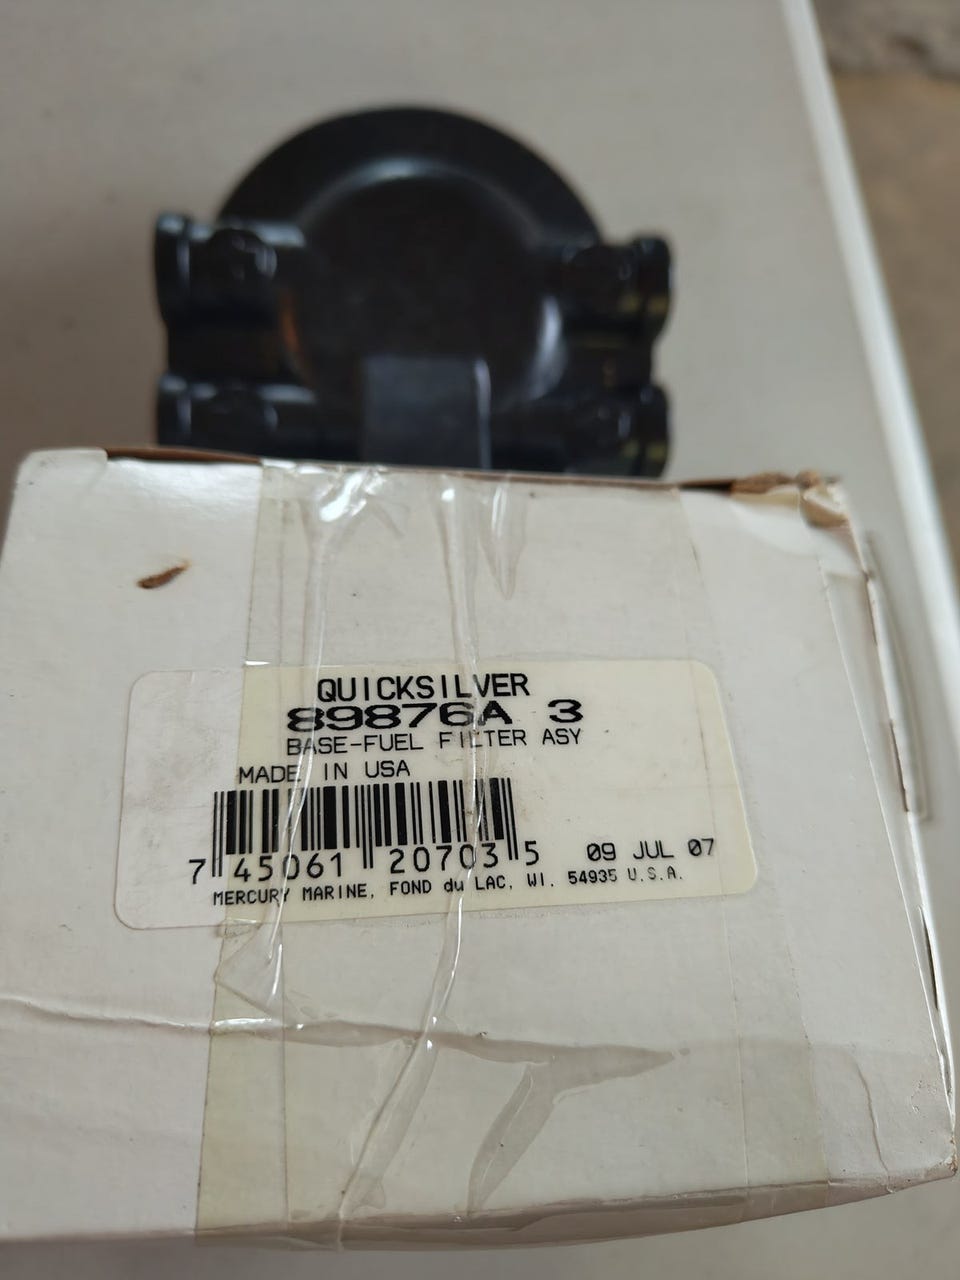 QUICKSILVER
89876A 3
BASE-FUEL FILTER ASY
MADE IN USA
7 45061 20703 5 09 JUL 07
MERCURY MARINE, FOND du LAC, WI. 54935 U.S.A.